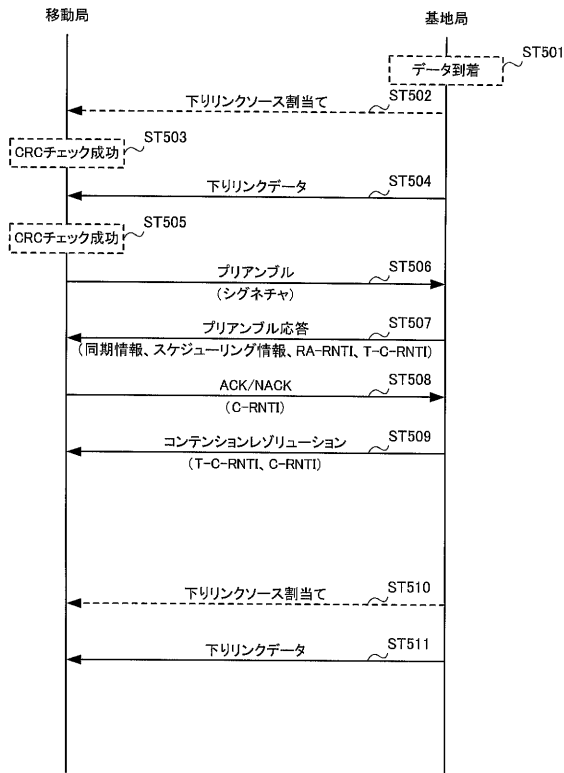 移動局
基地局
ST501
データ到着
下りリンクソース割当て
ST502
ST503
CRCチェック成功
下りリンクデータ
ST504
ST505
CRCチェック成功
プリアンブル
ST506
(シグネチャ)
プリアンブル応答
ST507
(同期情報、スケジューリング情報、RA-RNTI、T-C-RNTI)
ACK/NACK
ST508
(C-RNTI)
コンテンションレゾリューション
ST509
(T-C-RNTI、C-RNTI)
下りリンクソース割当て
ST510
下りリンクデータ
ST511